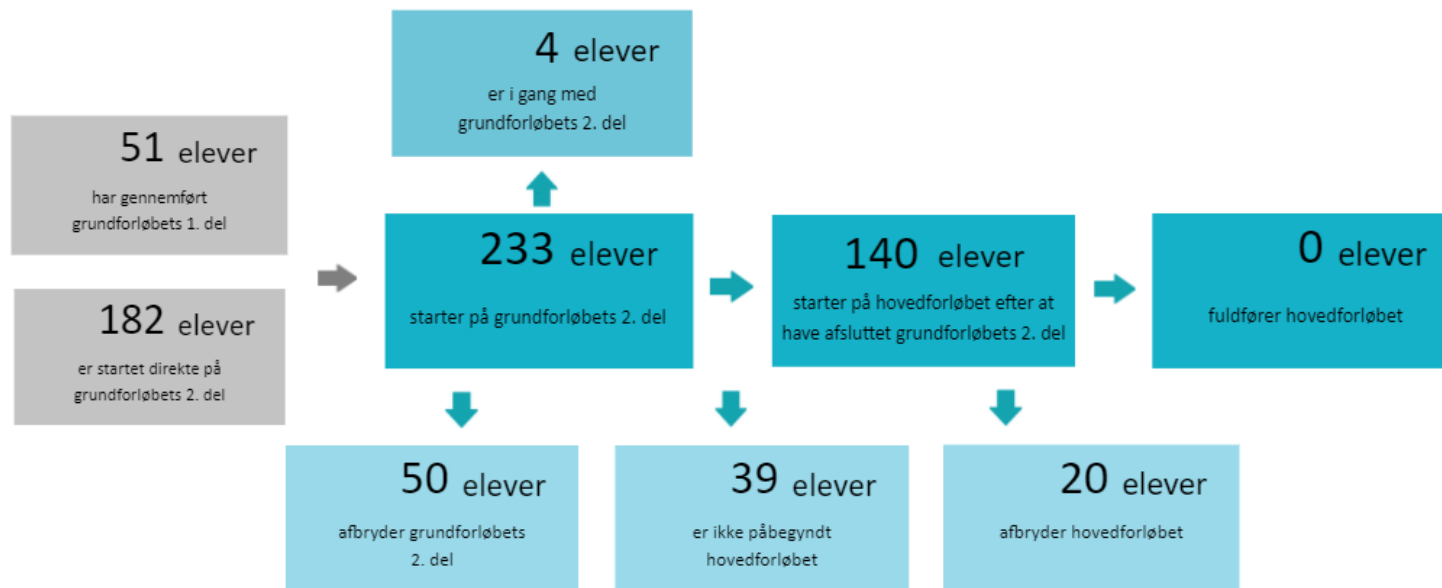 4 elever
er i gang med
grundforløbets 2. del
51 elever
har gennemført
grundforløbets 1. del
182 elever
er startet direkte på
grundforløbets 2. del
233 elever
starter på grundforløbets 2. del
140 elever
starter på hovedforløbet efter at
have afsluttet grundforløbets 2. del
0 elever
fuldfører hovedforløbet
50 elever
afbryder grundforløbets
2. del
39 elever
er ikke påbegyndt
hovedforløbet
20 elever
afbryder hovedforløbet